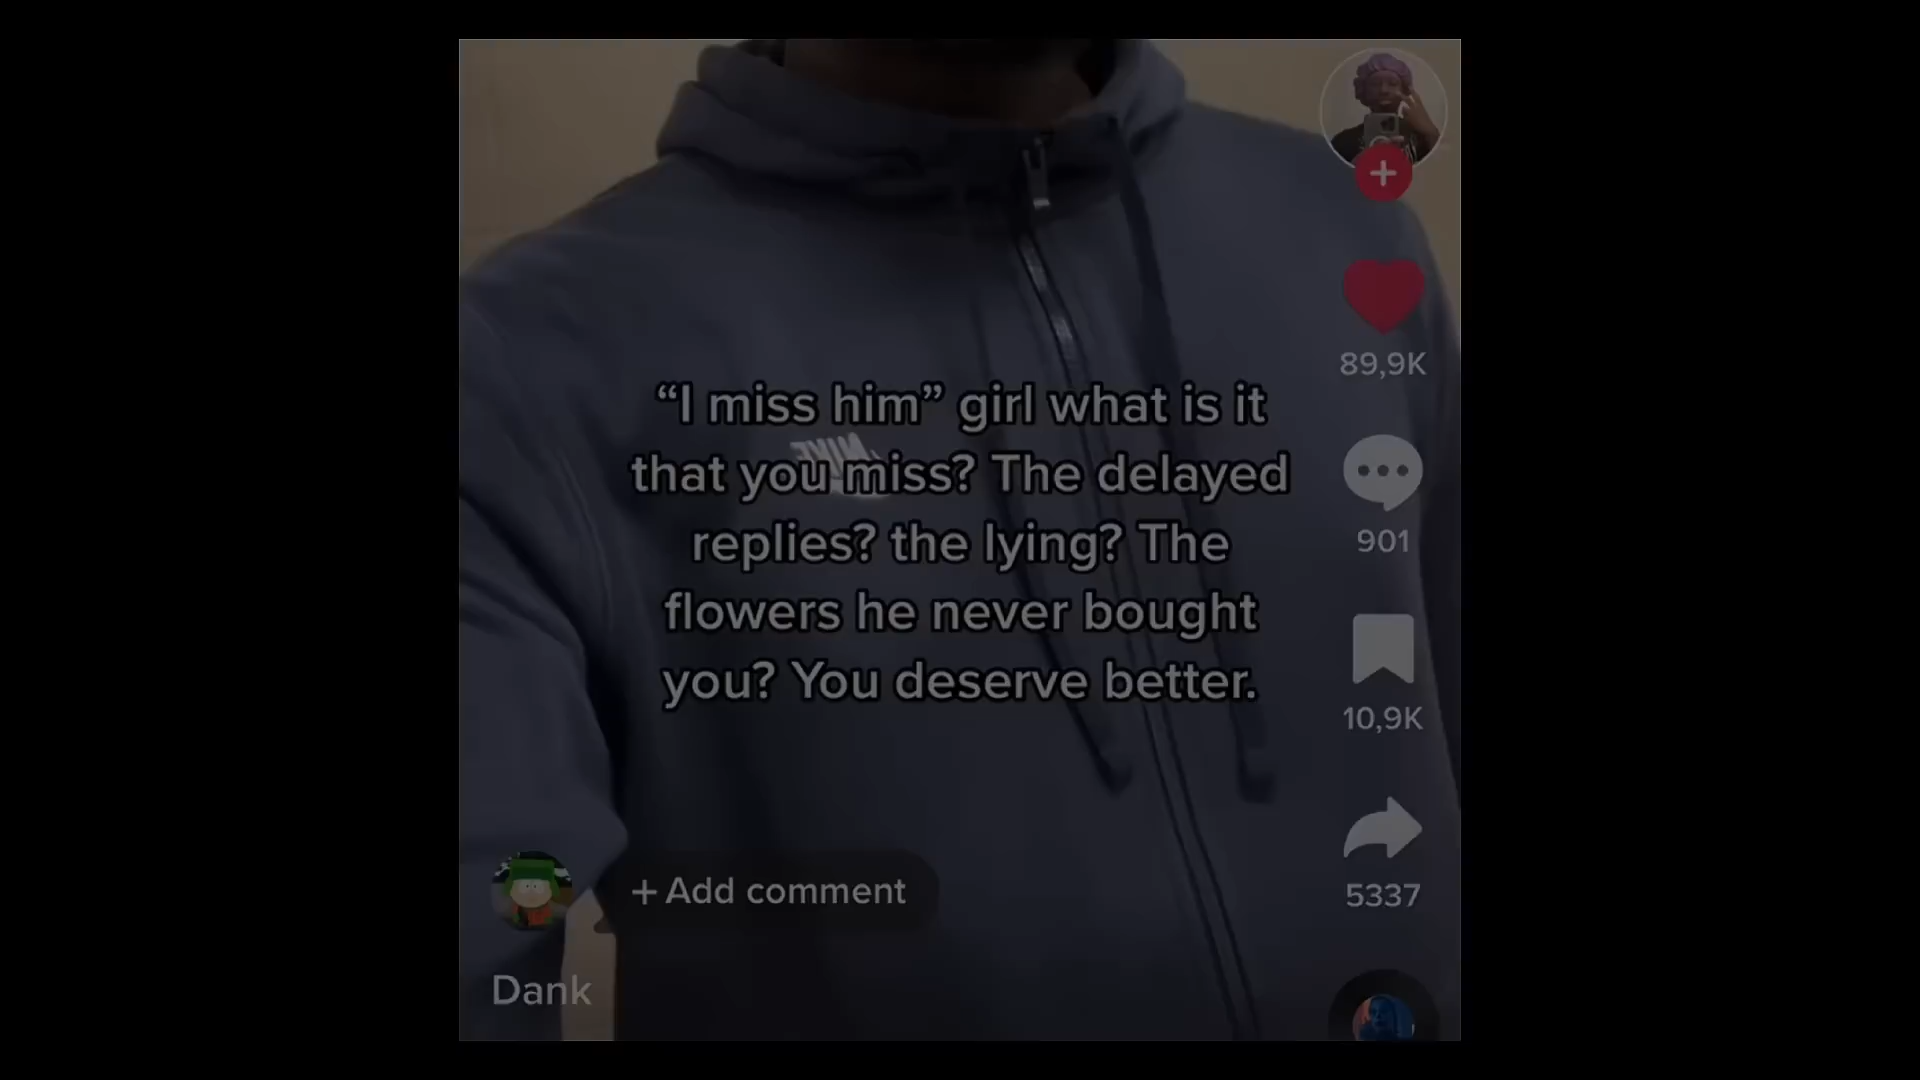 “I miss him” girl what is it
that you miss? The delayed
replies? the lying? The
flowers he never bought
you? You deserve better.
NIKE
89,9K
901
10,9K
5337
+ Add comment
Dank